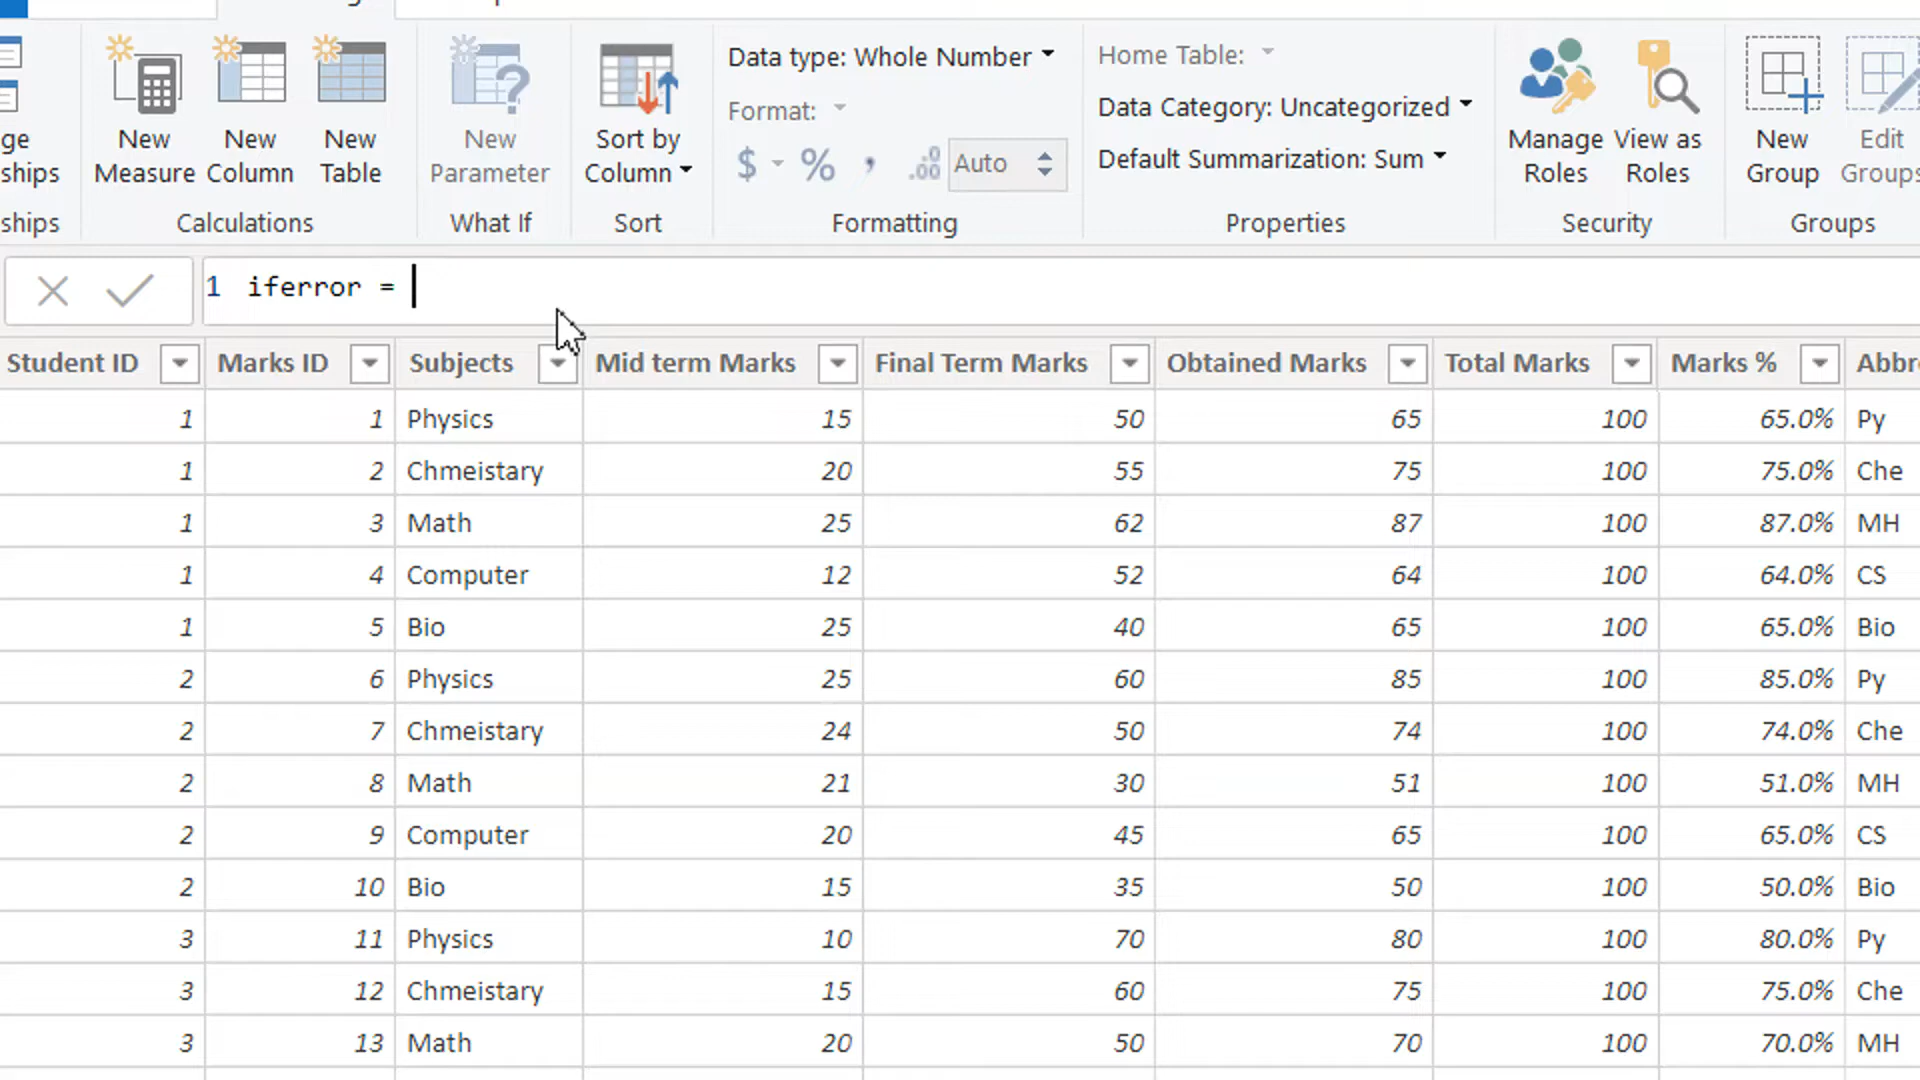 ge
ships
ships
New
Measure
New
Column
New
Table
Calculations
New
Parameter
What If
Sort by
Column
Sort
Data type: Whole Number
Format:
$ % , .00 Auto
Formatting
Home Table:
Data Category: Uncategorized
Default Summarization: Sum
Properties
Manage
Roles
View as
Roles
Security
New
Group
Edit
Groups
Groups
1 iferror =
Student ID Marks ID Subjects Mid term Marks Final Term Marks Obtained Marks Total Marks Marks % Abbr
1 1 Physics 15 50 65 100 65.0% Py
1 2 Chmeistary 20 55 75 100 75.0% Che
1 3 Math 25 62 87 100 87.0% MH
1 4 Computer 12 52 64 100 64.0% CS
1 5 Bio 25 40 65 100 65.0% Bio
2 6 Physics 25 60 85 100 85.0% Py
2 7 Chmeistary 24 50 74 100 74.0% Che
2 8 Math 21 30 51 100 51.0% MH
2 9 Computer 20 45 65 100 65.0% CS
2 10 Bio 15 35 50 100 50.0% Bio
3 11 Physics 10 70 80 100 80.0% Py
3 12 Chmeistary 15 60 75 100 75.0% Che
3 13 Math 20 50 70 100 70.0% MH